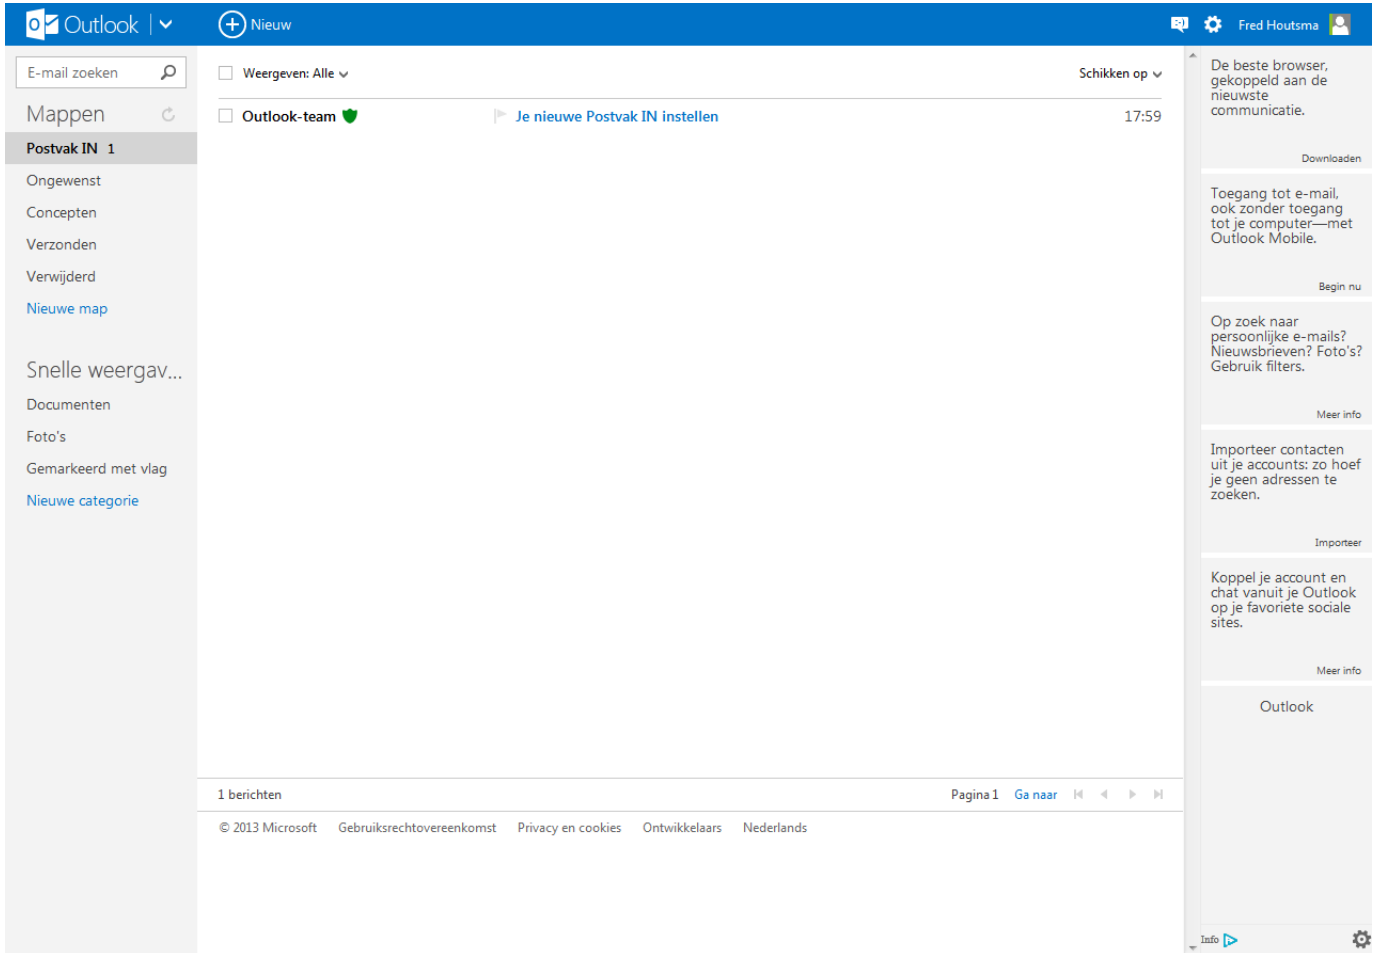 Outlook
Nieuw
Fred Houtsma
E-mail zoeken
Mappen
Postvak IN 1
Ongewenst
Concepten
Verzonden
Verwijderd
Nieuwe map
Snelle weergav...
Documenten
Foto's
Gemarkeerd met vlag
Nieuwe categorie
Weergeven: Alle
Schikken op
Outlook-team Je nieuwe Postvak IN instellen 17:59
1 berichten
Pagina 1 Ga naar
© 2013 Microsoft Gebruiksrechtovereenkomst Privacy en cookies Ontwikkelaars Nederlands
De beste browser,
gekoppeld aan de
nieuwste
communicatie.
Downloaden
Toegang tot e-mail,
ook zonder toegang
tot je computer—met
Outlook Mobile.
Begin nu
Op zoek naar
persoonlijke e-mails?
Nieuwsbrieven? Foto's?
Gebruik filters.
Meer info
Importeer contacten
uit je accounts: zo hoef
je geen adressen te
zoeken.
Importeer
Koppel je account en
chat vanuit je Outlook
op je favoriete sociale
sites.
Meer info
Outlook
Info